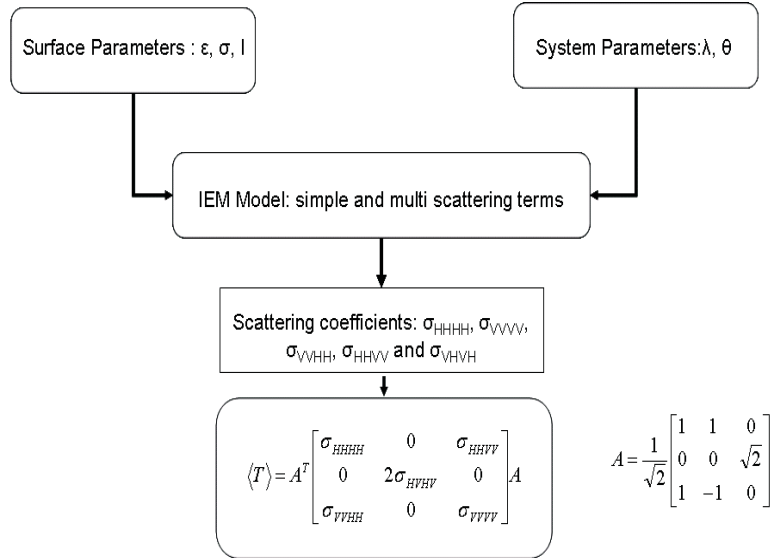 Surface Parameters : ε, σ, l
System Parameters:λ, θ
IEM Model: simple and multi scattering terms
Scattering coefficients: σHHHH, σVVVV,
σVVHH, σHHVV and σVHVH
⟨T⟩ = A^T [σHHHH 0 σHHVV
0 2σHVHV 0
σVVHH 0 σVVVV] A
A = 1/√2 [1 1 0
0 0 √2
1 −1 0]